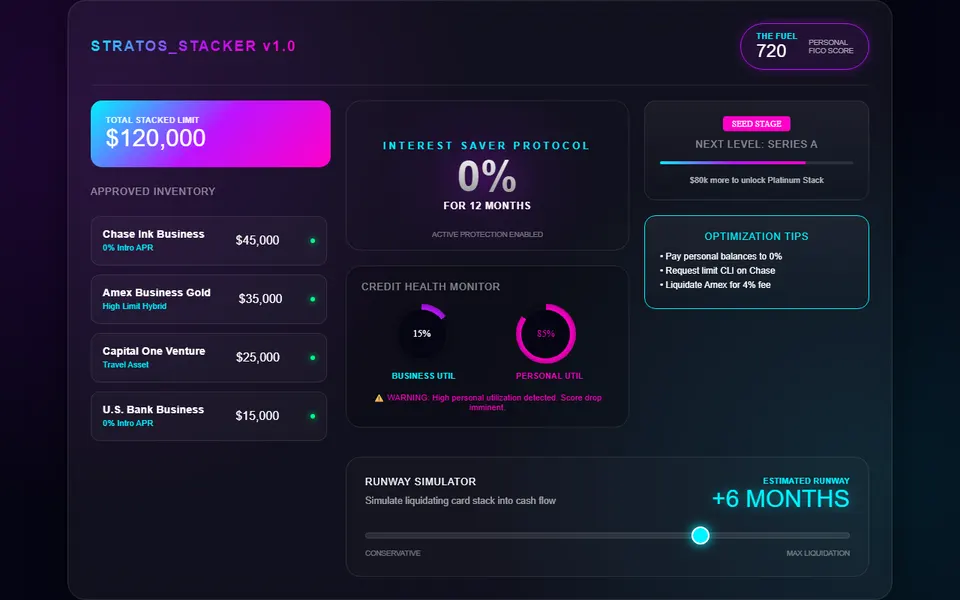 STRATOS_STACKER v1.0
THE FUEL
720
PERSONAL
FICO SCORE
TOTAL STACKED LIMIT
$120,000
APPROVED INVENTORY
Chase Ink Business
0% Intro APR
$45,000
Amex Business Gold
High Limit Hybrid
$35,000
Capital One Venture
Travel Asset
$25,000
U.S. Bank Business
0% Intro APR
$15,000
INTEREST SAVER PROTOCOL
0%
FOR 12 MONTHS
ACTIVE PROTECTION ENABLED
CREDIT HEALTH MONITOR
15%
BUSINESS UTIL
85%
PERSONAL UTIL
⚠️ WARNING: High personal utilization detected. Score drop
imminent.
SEED STAGE
NEXT LEVEL: SERIES A
$80k more to unlock Platinum Stack
OPTIMIZATION TIPS
• Pay personal balances to 0%
• Request limit CLI on Chase
• Liquidate Amex for 4% fee
RUNWAY SIMULATOR
Simulate liquidating card stack into cash flow
ESTIMATED RUNWAY
+6 MONTHS
CONSERVATIVE
MAX LIQUIDATION